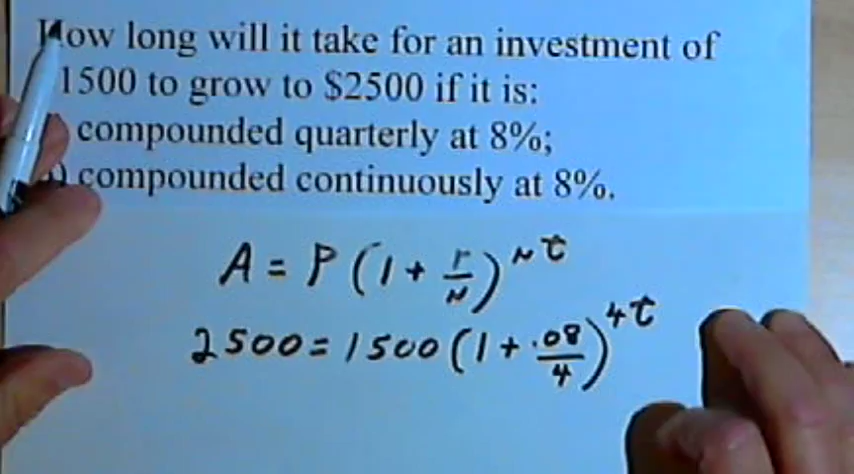 How long will it take for an investment of
1500 to grow to $2500 if it is:
compounded quarterly at 8%;
) compounded continuously at 8%.
A = P(1 + r/N)^Nt
2500 = 1500(1 + .08/4)^4t